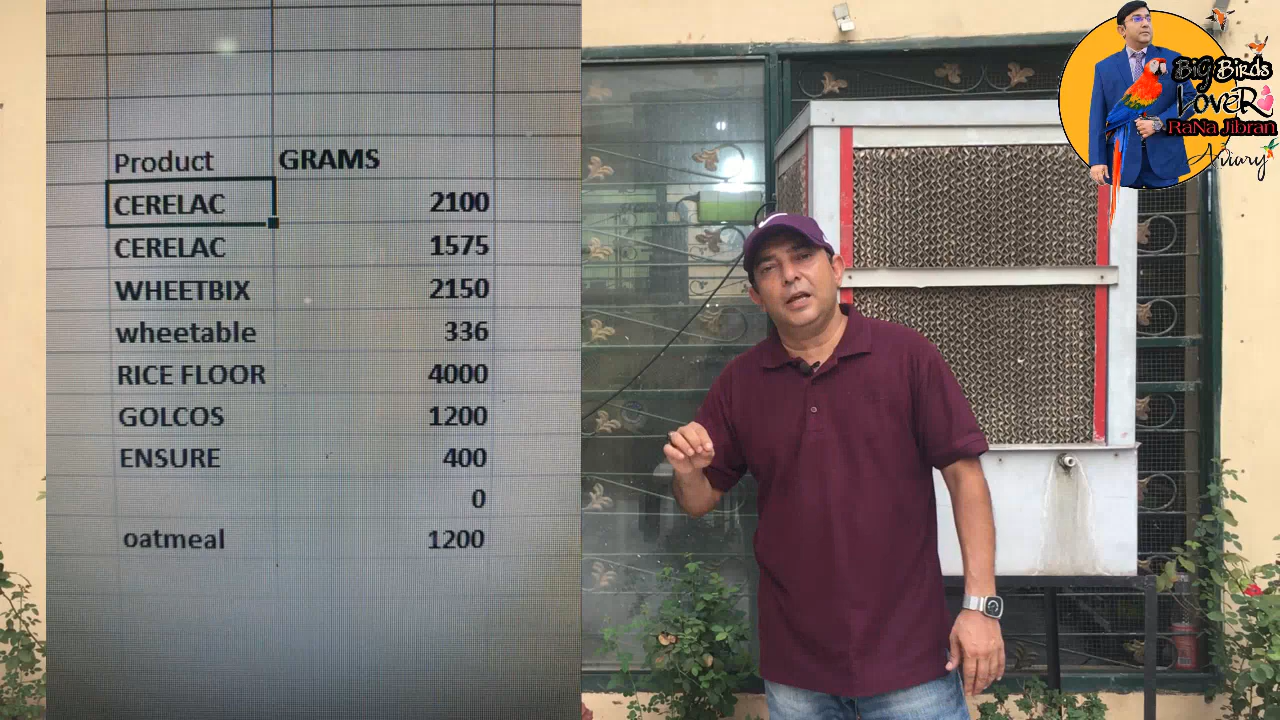 Product GRAMS
CERELAC 2100
CERELAC 1575
WHEETBIX 2150
wheetable 336
RICE FLOOR 4000
GOLCOS 1200
ENSURE 400
0
oatmeal 1200
BiG Birds
LoveR
RaNa Jibran
Aviary